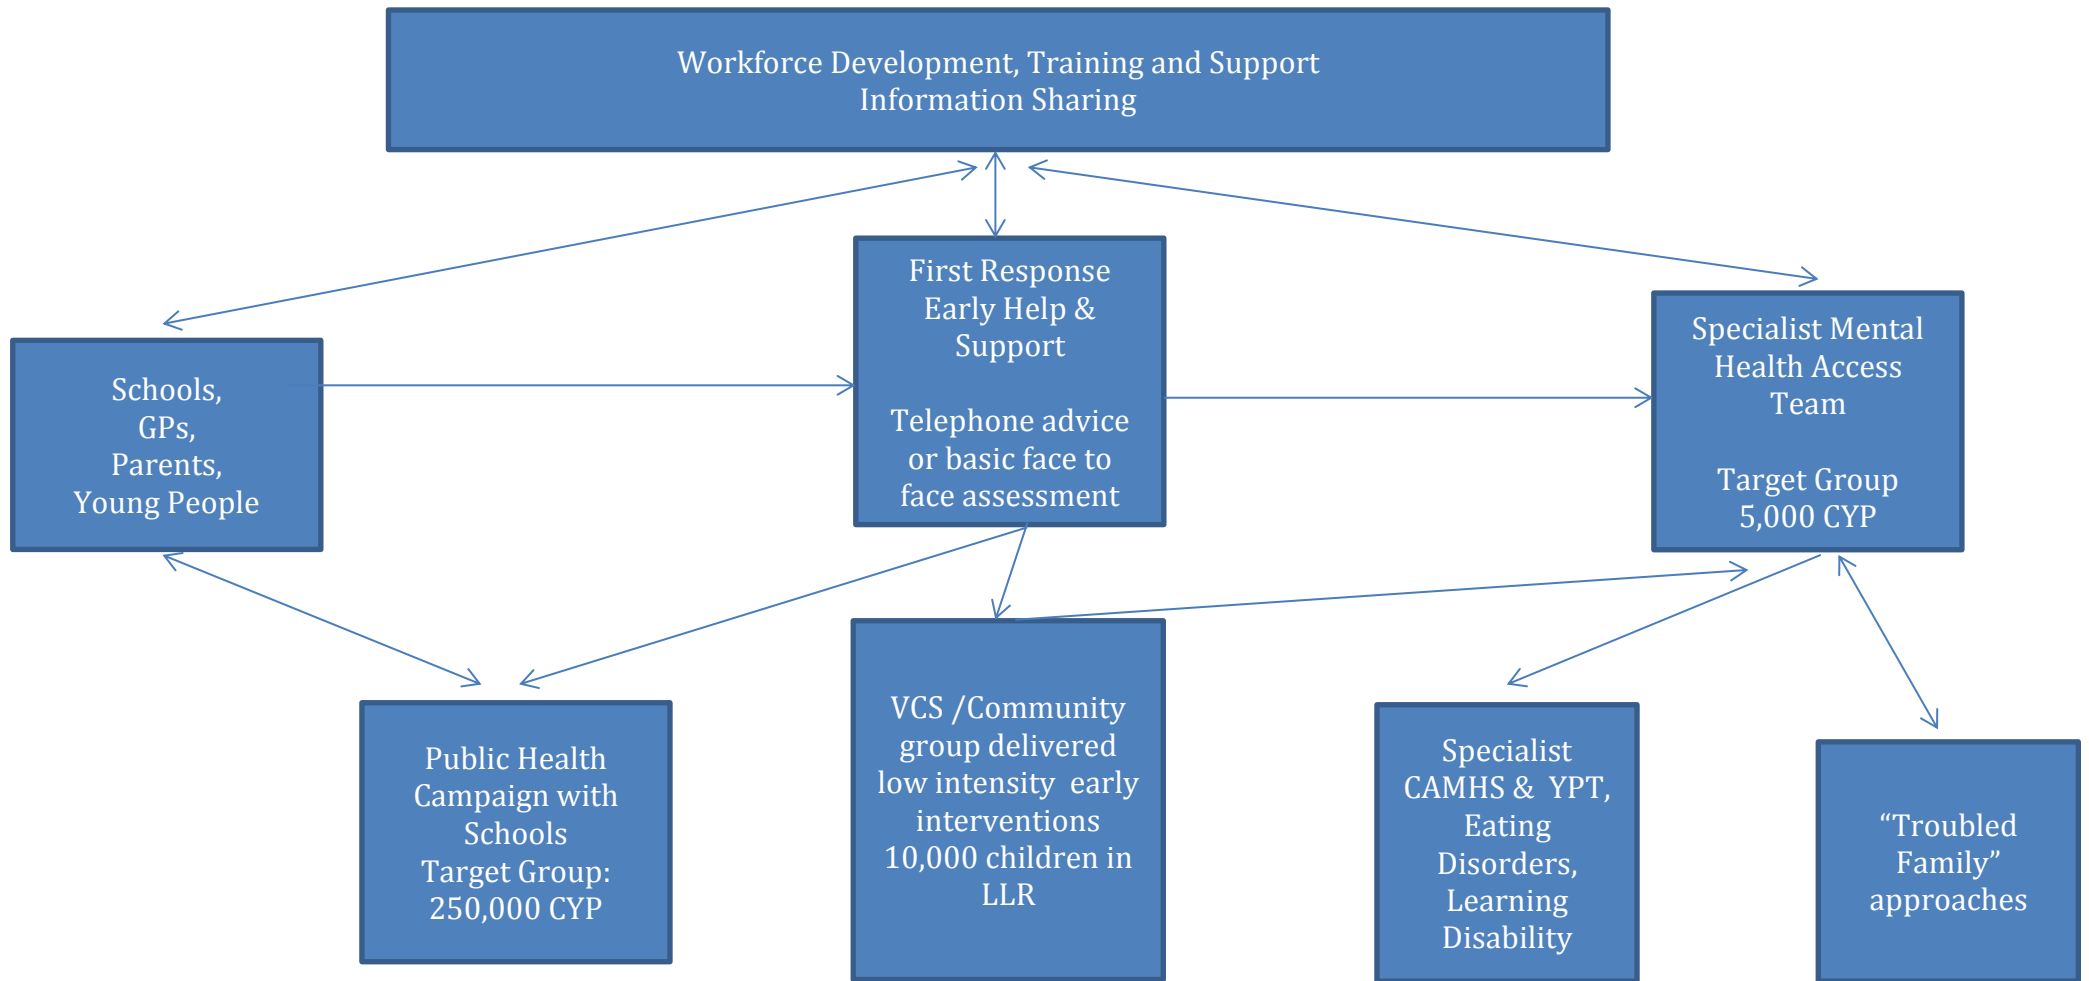 Workforce Development, Training and Support
Information Sharing
Schools,
GPs,
Parents,
Young People
First Response
Early Help &
Support
Telephone advice
or basic face to
face assessment
Specialist Mental
Health Access
Team
Target Group
5,000 CYP
Public Health
Campaign with
Schools
Target Group:
250,000 CYP
VCS /Community
group delivered
low intensity  early
interventions
10,000 children in
LLR
Specialist
CAMHS &  YPT,
Eating
Disorders,
Learning
Disability
“Troubled
Family”
approaches